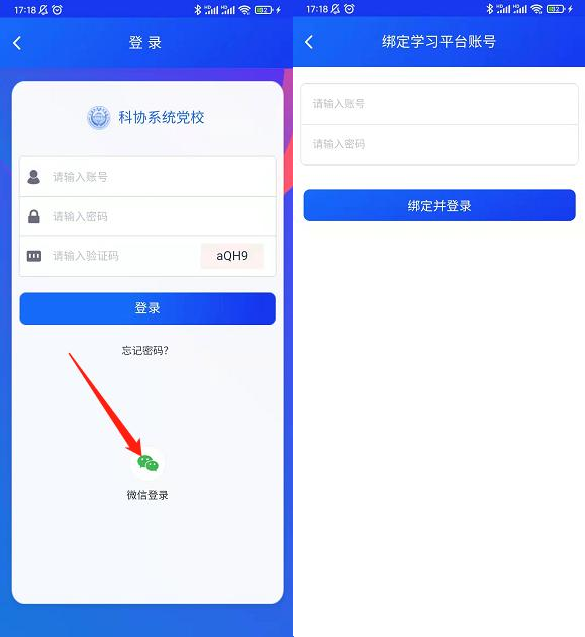 17:18
82
登 录
科协系统党校
请输入账号
请输入密码
请输入验证码
aQH9
登录
忘记密码?
微信登录
17:18
绑定学习平台账号
请输入账号
请输入密码
绑定并登录